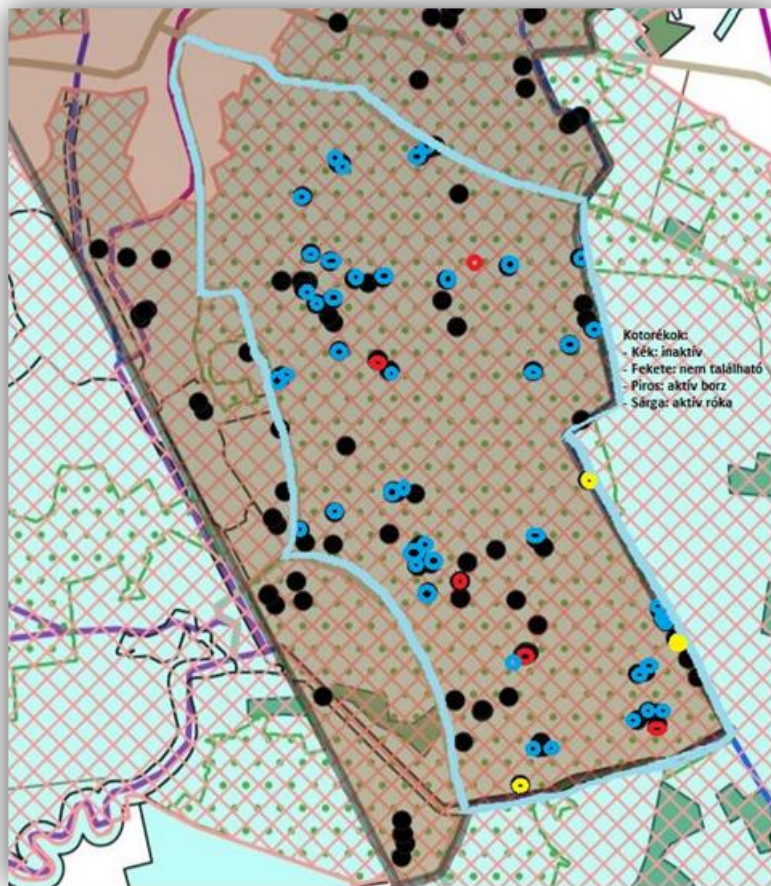 Kotorékok:
- Kék: inaktív
- Fekete: nem található
- Piros: aktív borz
- Sárga: aktív róka